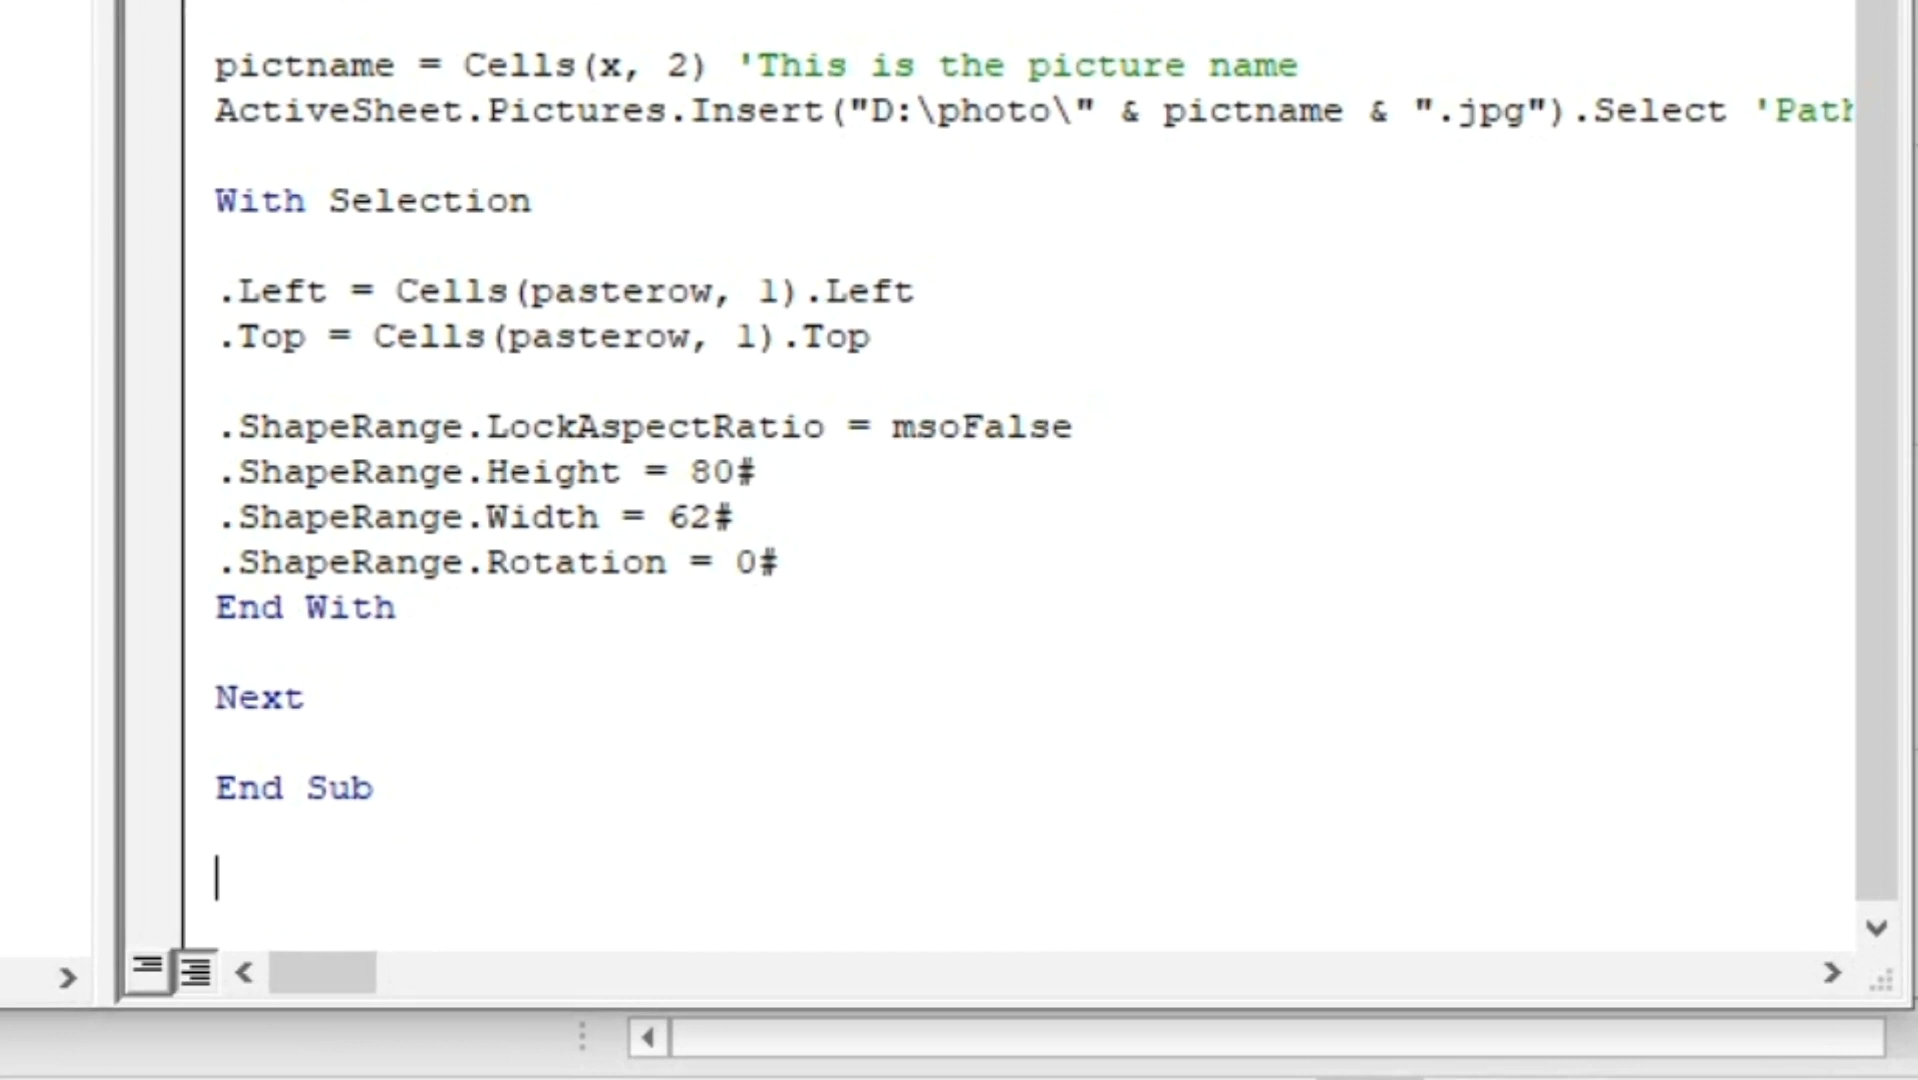 pictname = Cells(x, 2) 'This is the picture name
ActiveSheet.Pictures.Insert("D:\photo\" & pictname & ".jpg").Select 'Path
With Selection
.Left = Cells(pasterow, 1).Left
.Top = Cells(pasterow, 1).Top
.ShapeRange.LockAspectRatio = msoFalse
.ShapeRange.Height = 80#
.ShapeRange.Width = 62#
.ShapeRange.Rotation = 0#
End With
Next
End Sub